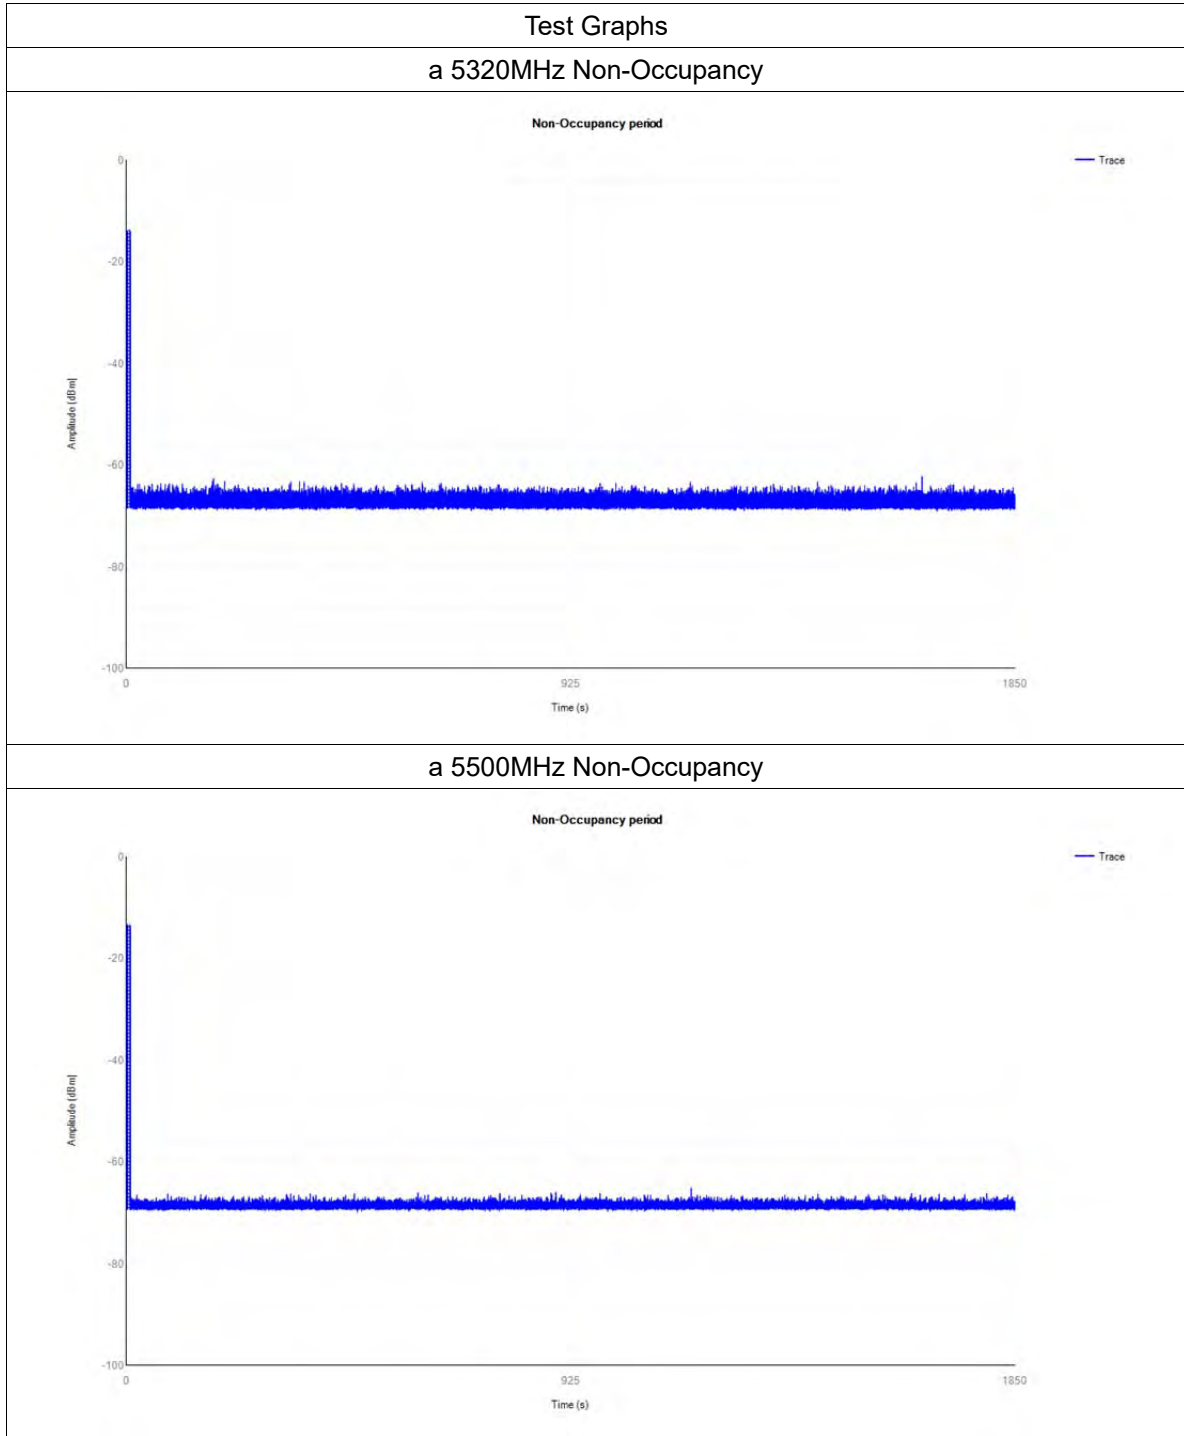 Test Graphs
a 5320MHz Non-Occupancy
Non-Occupancy period
Trace
0
-20
-40
-60
-80
-100
Amplitude [dBm]
0
925
1850
Time (s)
a 5500MHz Non-Occupancy
Non-Occupancy period
Trace
0
-20
-40
-60
-80
-100
Amplitude [dBm]
0
925
1850
Time (s)